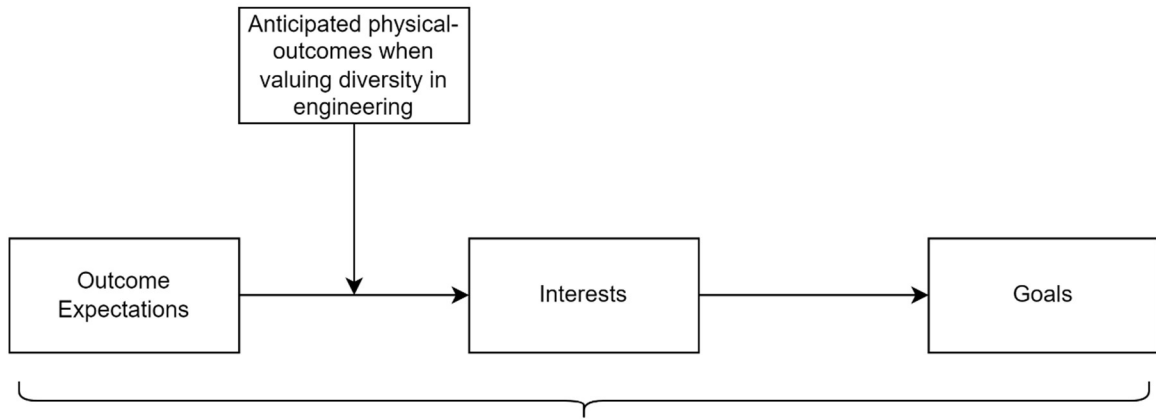 Anticipated physical-
outcomes when
valuing diversity in
engineering
Outcome
Expectations
Interests
Goals